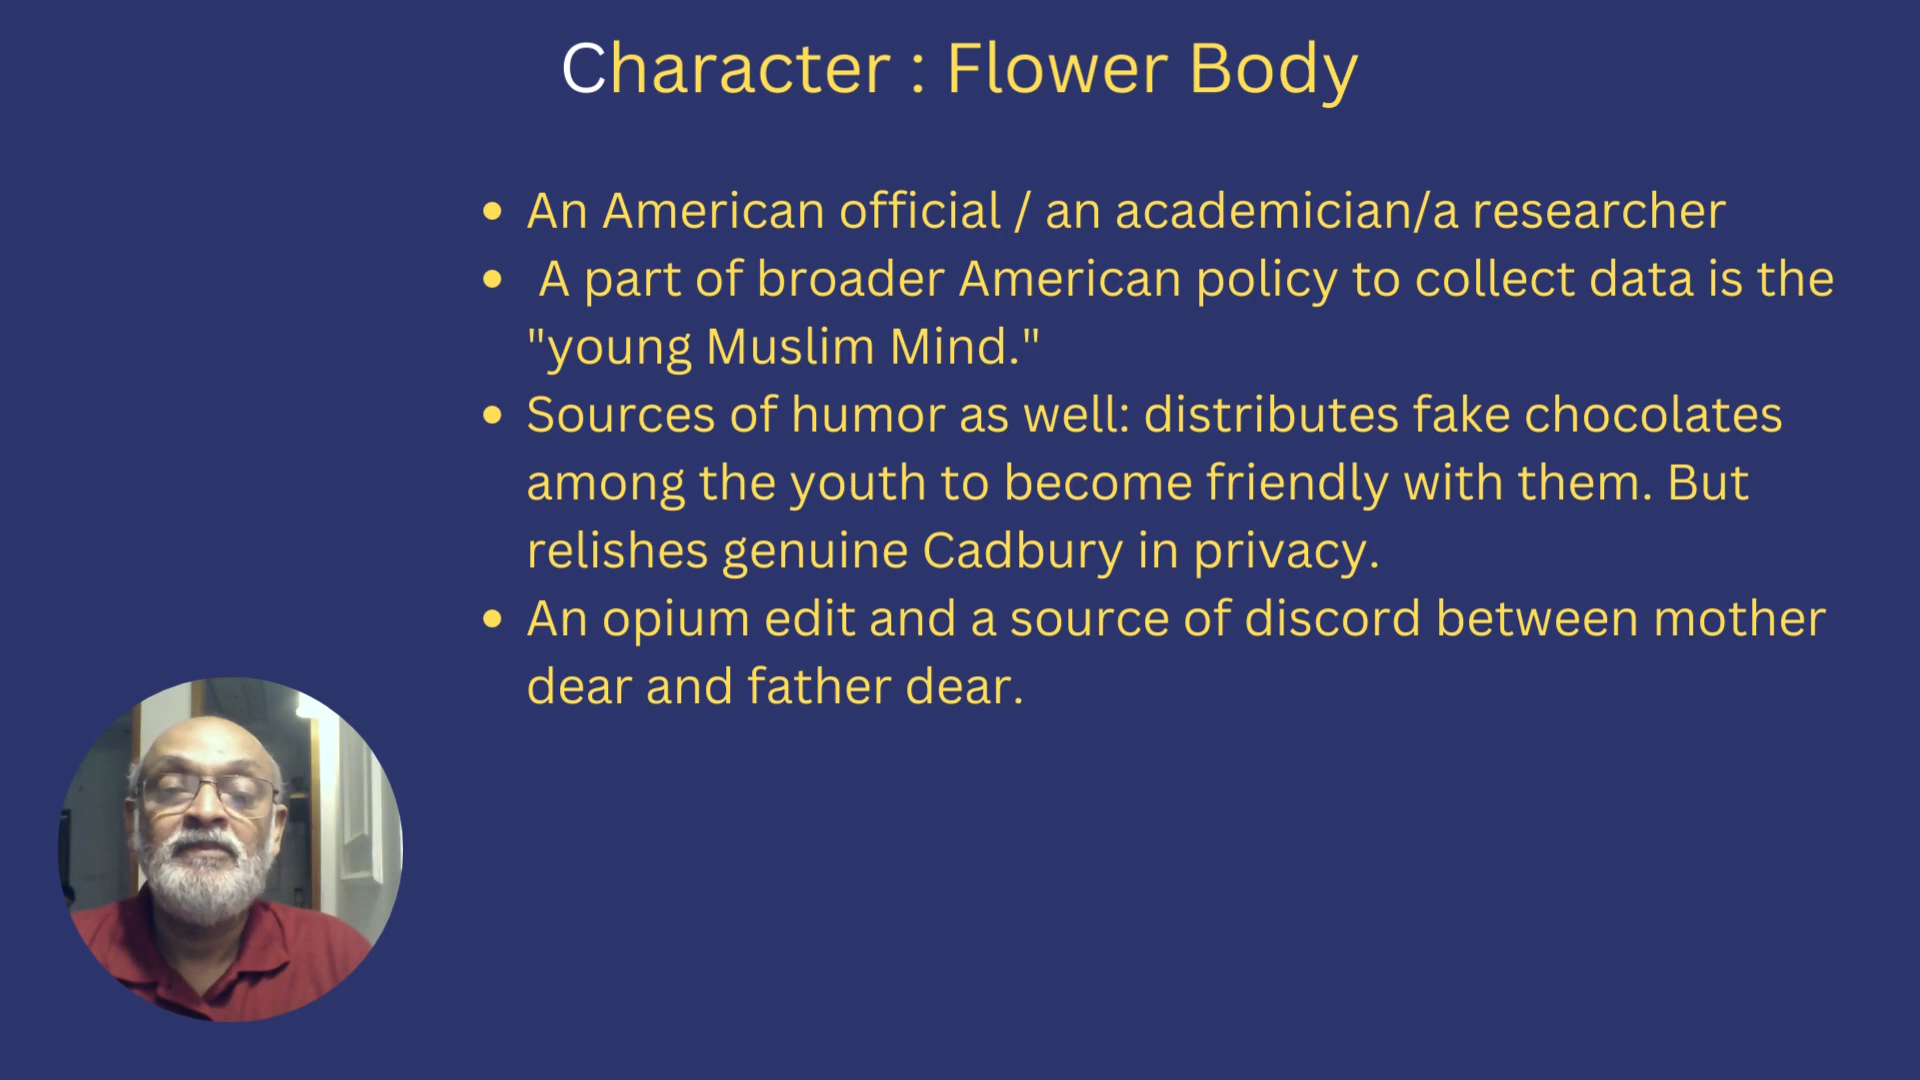 Character : Flower Body
• An American official / an academician/a researcher
• A part of broader American policy to collect data is the
"young Muslim Mind."
• Sources of humor as well: distributes fake chocolates
among the youth to become friendly with them. But
relishes genuine Cadbury in privacy.
• An opium edit and a source of discord between mother
dear and father dear.